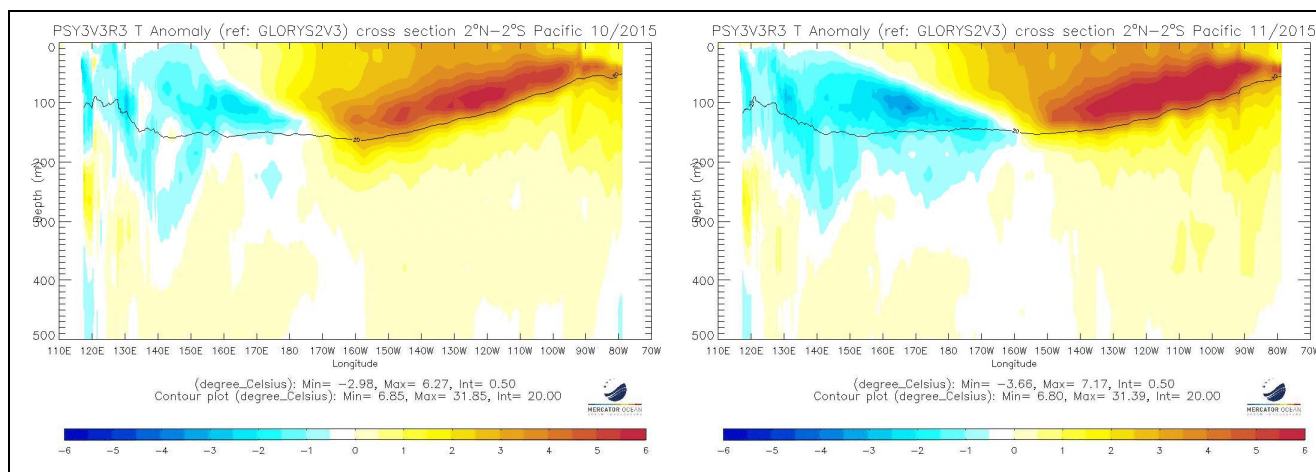 PSY3V3R3 T Anomaly (ref: GLORYS2V3) cross section 2°N-2°S Pacific 10/2015
0
100
200
300
400
500
Depth (m)
20
20
110E 120E 130E 140E 150E 160E 170E 180 170W 160W 150W 140W 130W 120W 110W 100W 90W 80W 70W
Longitude
(degree_Celsius): Min= -2.98, Max= 6.27, Int= 0.50
Contour plot (degree_Celsius): Min= 6.85, Max= 31.85, Int= 20.00
MERCATOR OCEAN
-6 -5 -4 -3 -2 -1 0 1 2 3 4 5 6
PSY3V3R3 T Anomaly (ref: GLORYS2V3) cross section 2°N-2°S Pacific 11/2015
0
100
200
300
400
500
Depth (m)
20
110E 120E 130E 140E 150E 160E 170E 180 170W 160W 150W 140W 130W 120W 110W 100W 90W 80W 70W
Longitude
(degree_Celsius): Min= -3.66, Max= 7.17, Int= 0.50
Contour plot (degree_Celsius): Min= 6.80, Max= 31.39, Int= 20.00
MERCATOR OCEAN
-6 -5 -4 -3 -2 -1 0 1 2 3 4 5 6